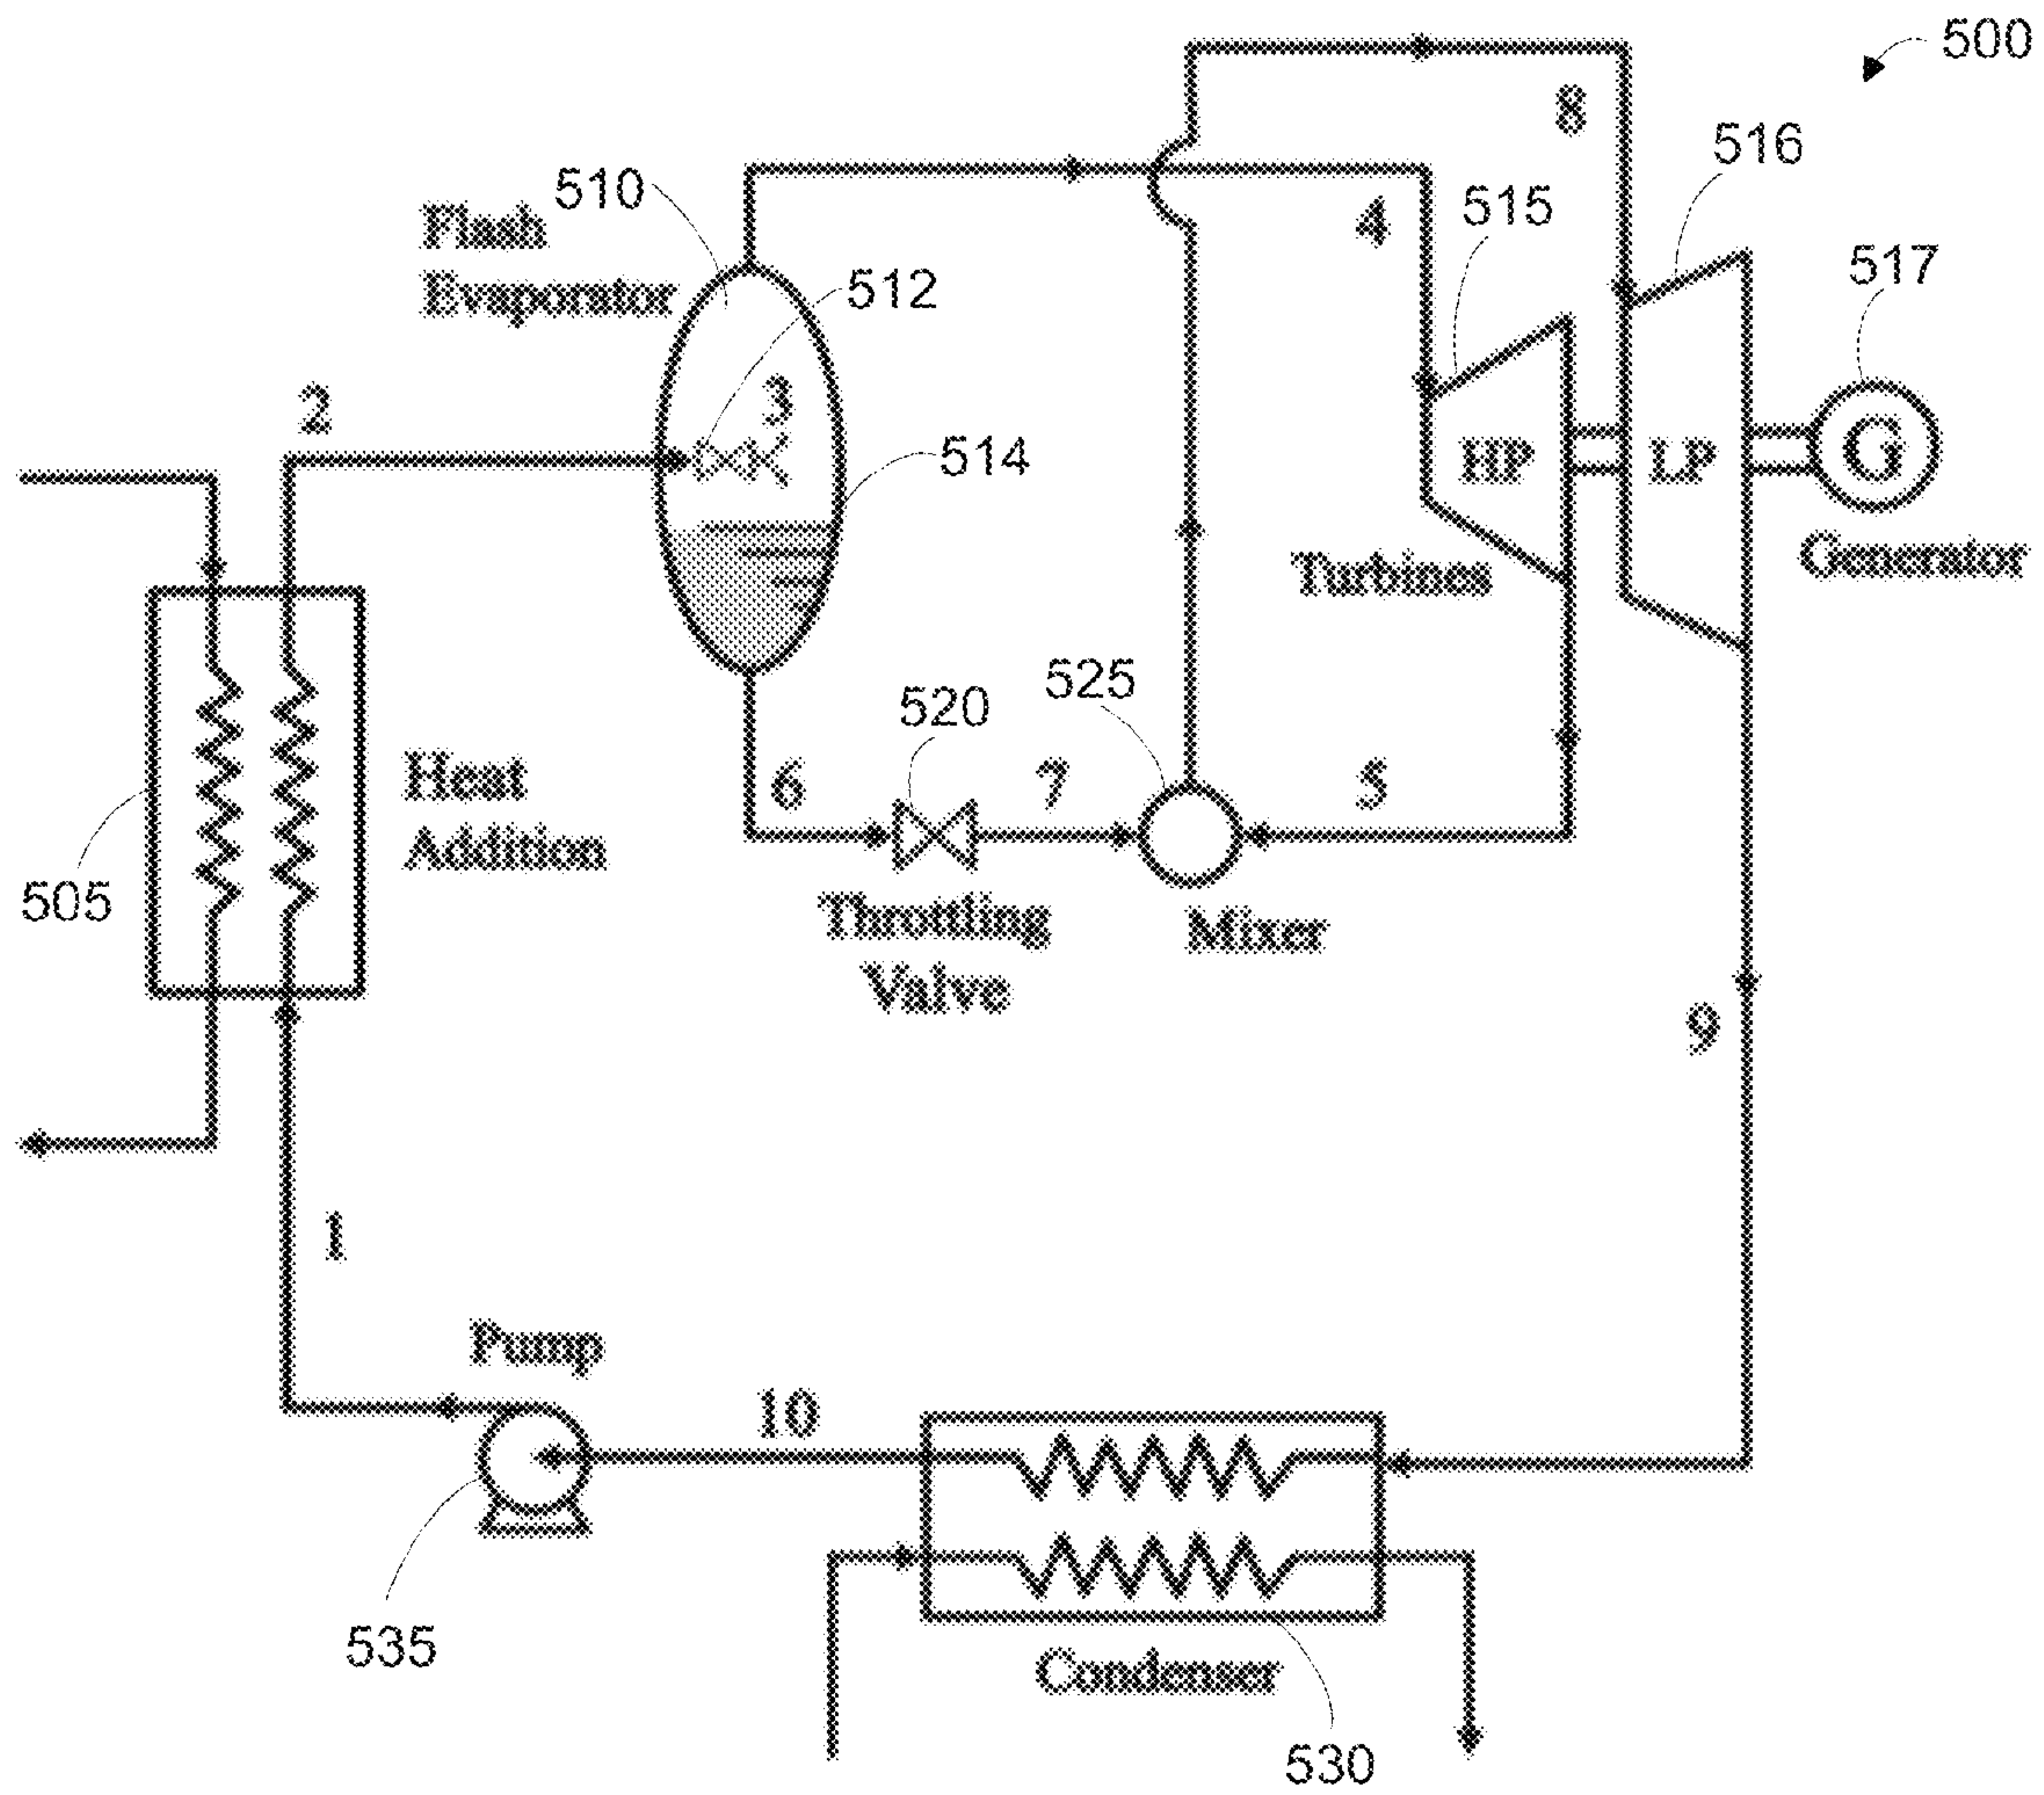 500
8
516
Flash
510
4
515
Evaporator
512
517
2
3
514
HP
LP
G
Turbines
Generator
Heat
Addition
505
6
520
7
525
5
Throttling
Valve
Mixer
9
1
Pump
10
535
Condenser
530